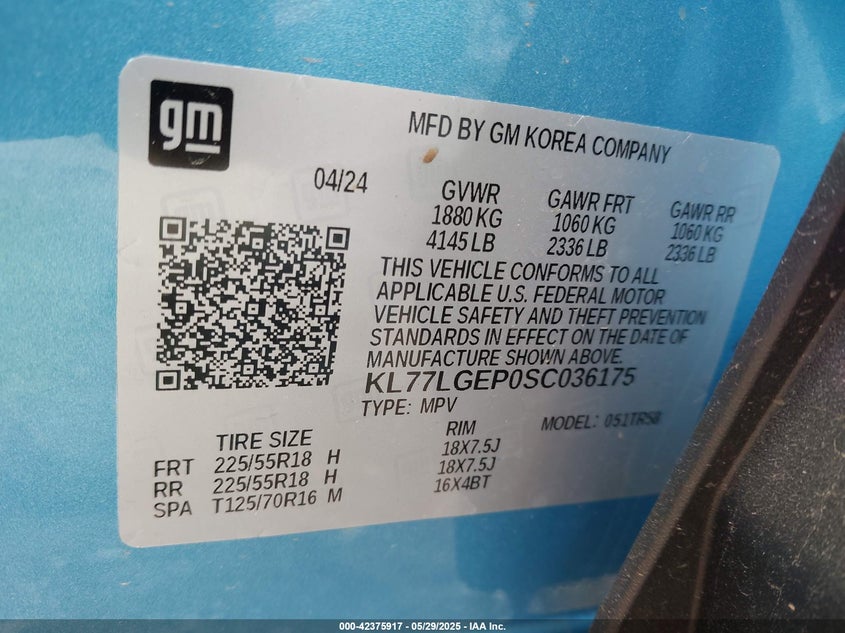 gm
MFD BY GM KOREA COMPANY
04/24
GVWR GAWR FRT GAWR RR
1880 KG 1060 KG 1060 KG
4145 LB 2336 LB 2336 LB
THIS VEHICLE CONFORMS TO ALL
APPLICABLE U.S. FEDERAL MOTOR
VEHICLE SAFETY AND THEFT PREVENTION
STANDARDS IN EFFECT ON THE DATE OF
MANUFACTURE SHOWN ABOVE.
KL77LGEP0SC036175
TYPE: MPV MODEL: 051TR58
TIRE SIZE RIM
FRT 225/55R18 H 18X7.5J
RR 225/55R18 H 18X7.5J
SPA T125/70R16 M 16X4BT
000-42375917 - 05/29/2025 - IAA Inc.